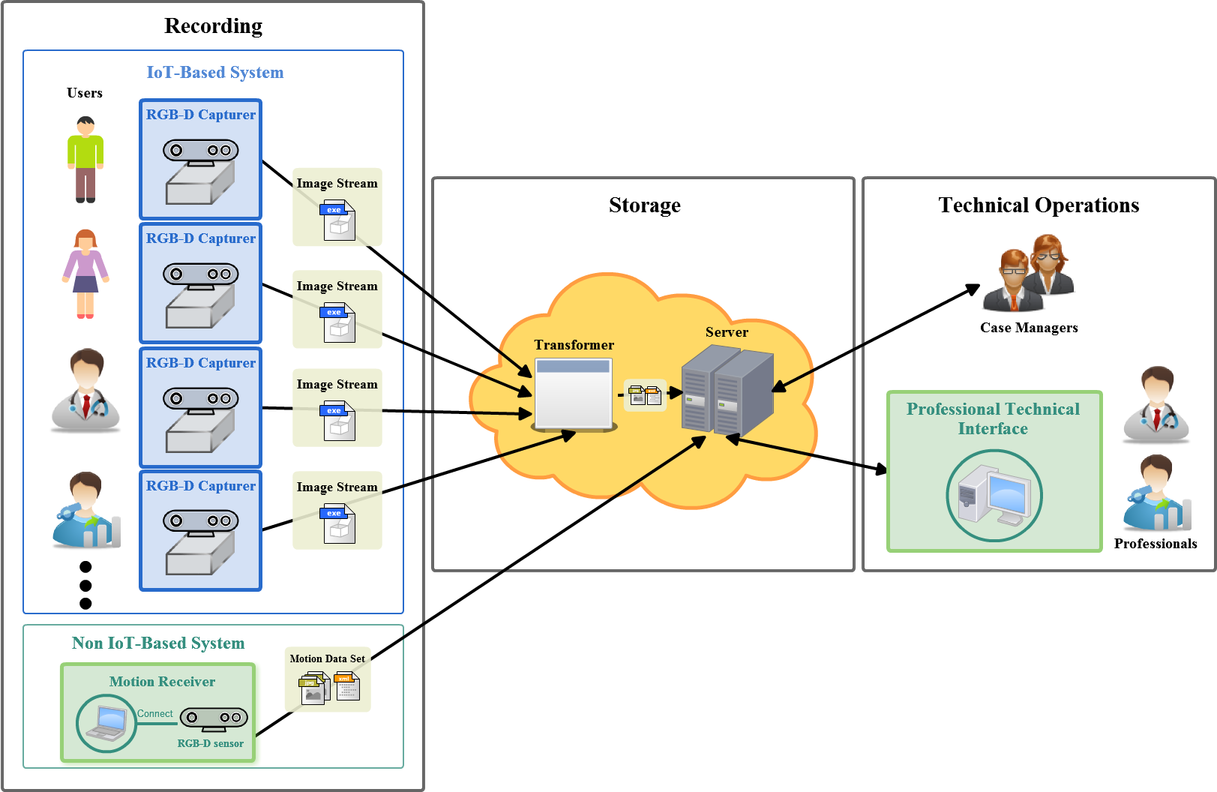 Recording
IoT-Based System
Users
RGB-D Capturer
Image Stream
exe
RGB-D Capturer
Image Stream
exe
RGB-D Capturer
Image Stream
exe
RGB-D Capturer
Image Stream
exe
Non IoT-Based System
Motion Receiver
Connect
RGB-D sensor
Motion Data Set
xml
Storage
Transformer
Server
Technical Operations
Case Managers
Professional Technical
Interface
Professionals